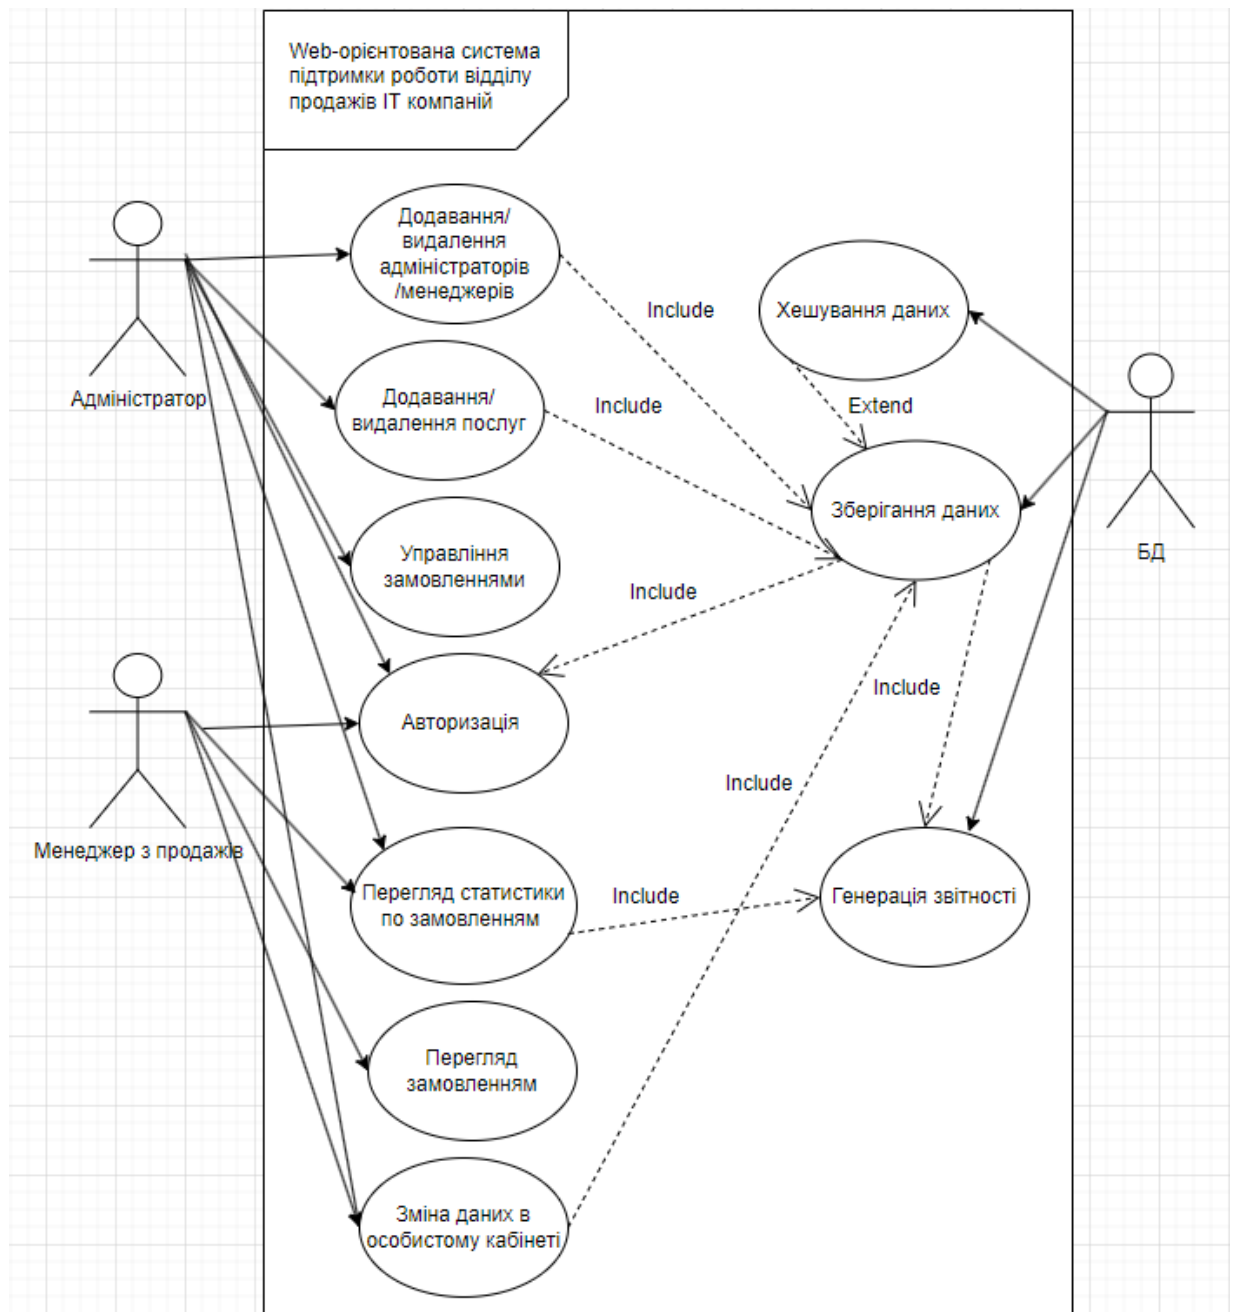 Web-орієнтована система
підтримки роботи відділу
продажів ІТ компаній
Додавання/
видалення
адміністраторів
/менеджерів
Include
Хешування даних
Адміністратор
Додавання/
видалення послуг
Include
Extend
Зберігання даних
БД
Управління
замовленнями
Include
Авторизація
Include
Include
Менеджер з продажів
Перегляд статистики
по замовленням
Include
Генерація звітності
Перегляд
замовленням
Зміна даних в
особистому кабінеті